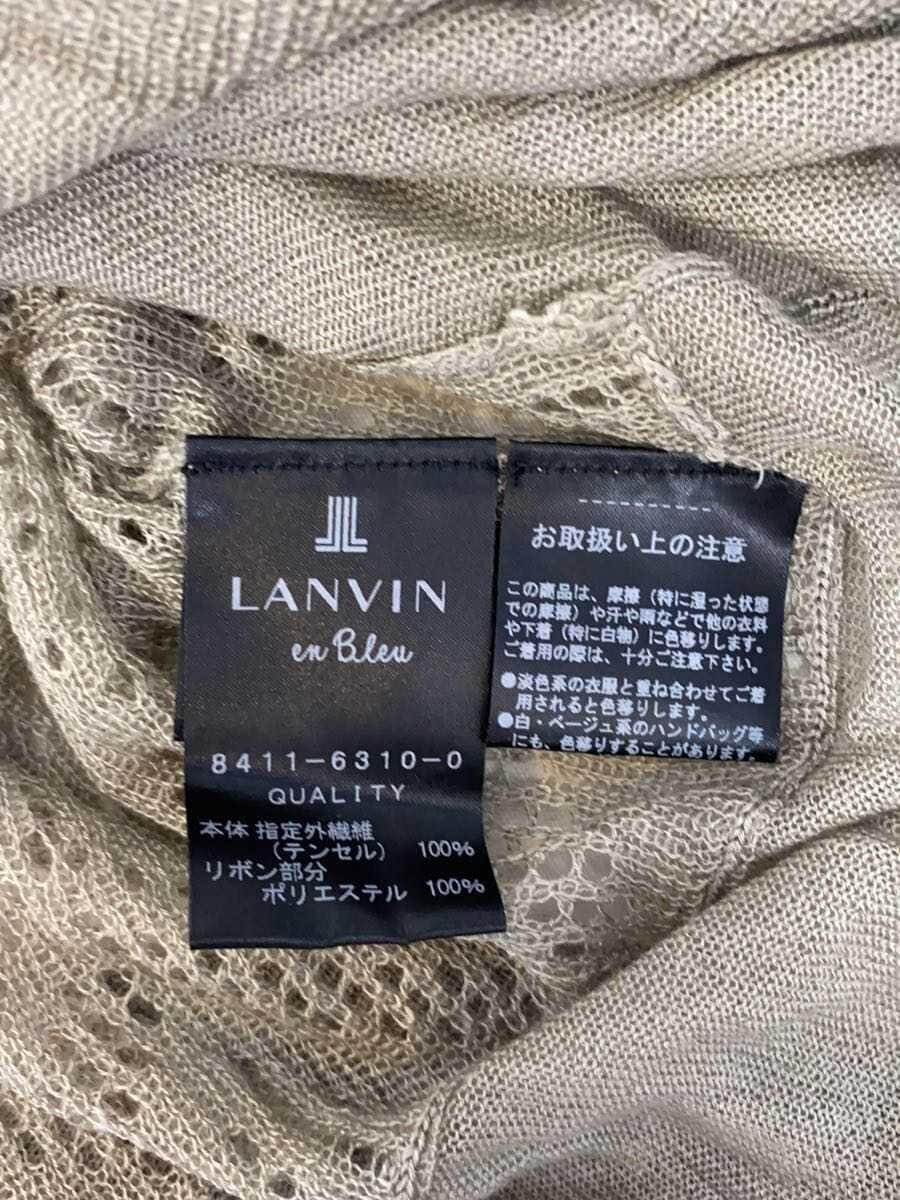 LANVIN
en Bleu
8411-6310-0
QUALITY
本体 指定外繊維
(テンセル) 100%
リボン部分
ポリエステル 100%
お取扱い上の注意
この商品は、摩擦(特に湿った状態
での摩擦)や汗や雨などで他の衣料
や下着(特に白物)に色移りします。
ご着用の際は、十分ご注意下さい。
●淡色系の衣服と重ね合わせてご着
用されると色移りします。
●白・ベージュ系のハンドバッグ等
にも、色移りすることがあります。